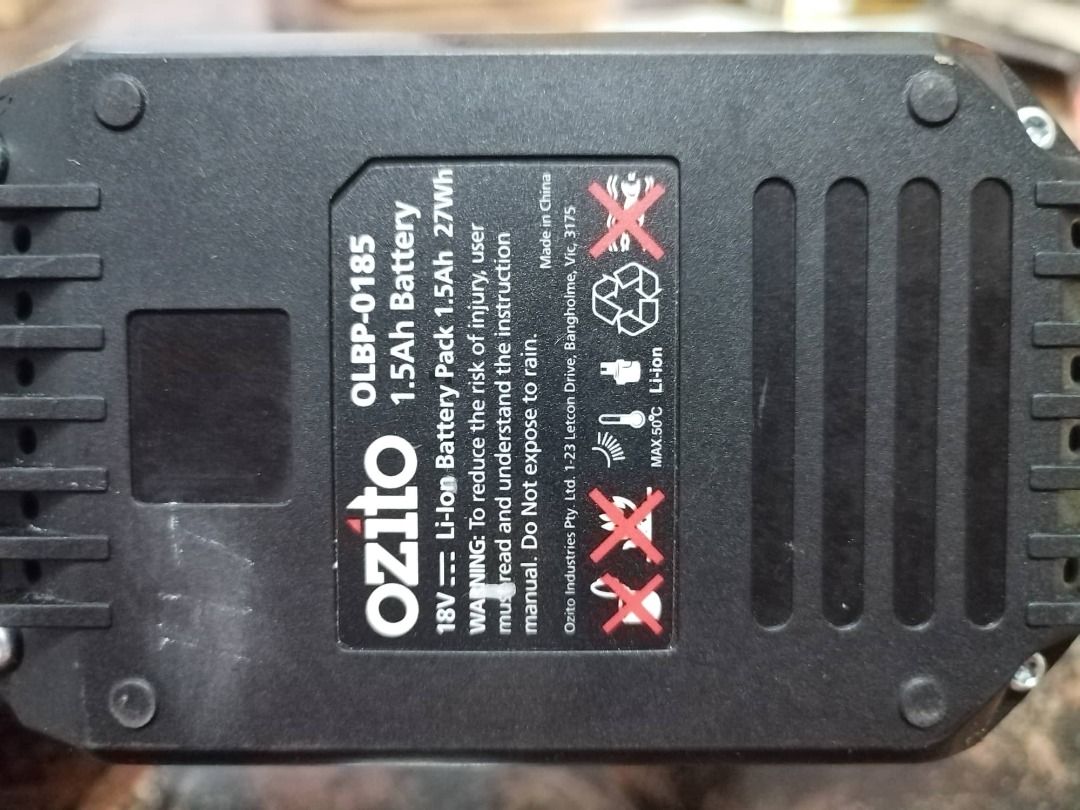 ozito OLBP-0185
1.5Ah Battery
18V Li-Ion Battery Pack 1.5Ah 27Wh
WARNING: To reduce the risk of injury, user
must read and understand the instruction
manual. Do Not expose to rain.
Made in China
Ozito Industries Pty. Ltd. 1-23 Letcon Drive, Bangholme, Vic, 3175
MAX.50°C Li-ion